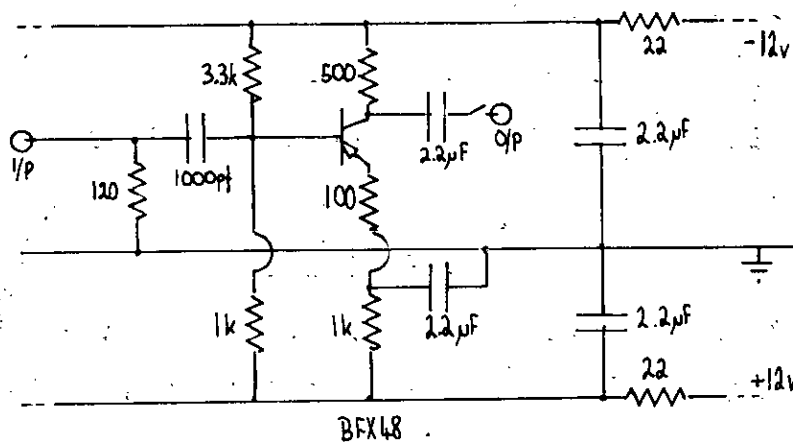 22
-12v
3.3k
500
I/P
1000pf
2.2µF
O/P
2.2µF
120
100
1k
1k
2.2µF
2.2µF
22
+12v
BFX48.